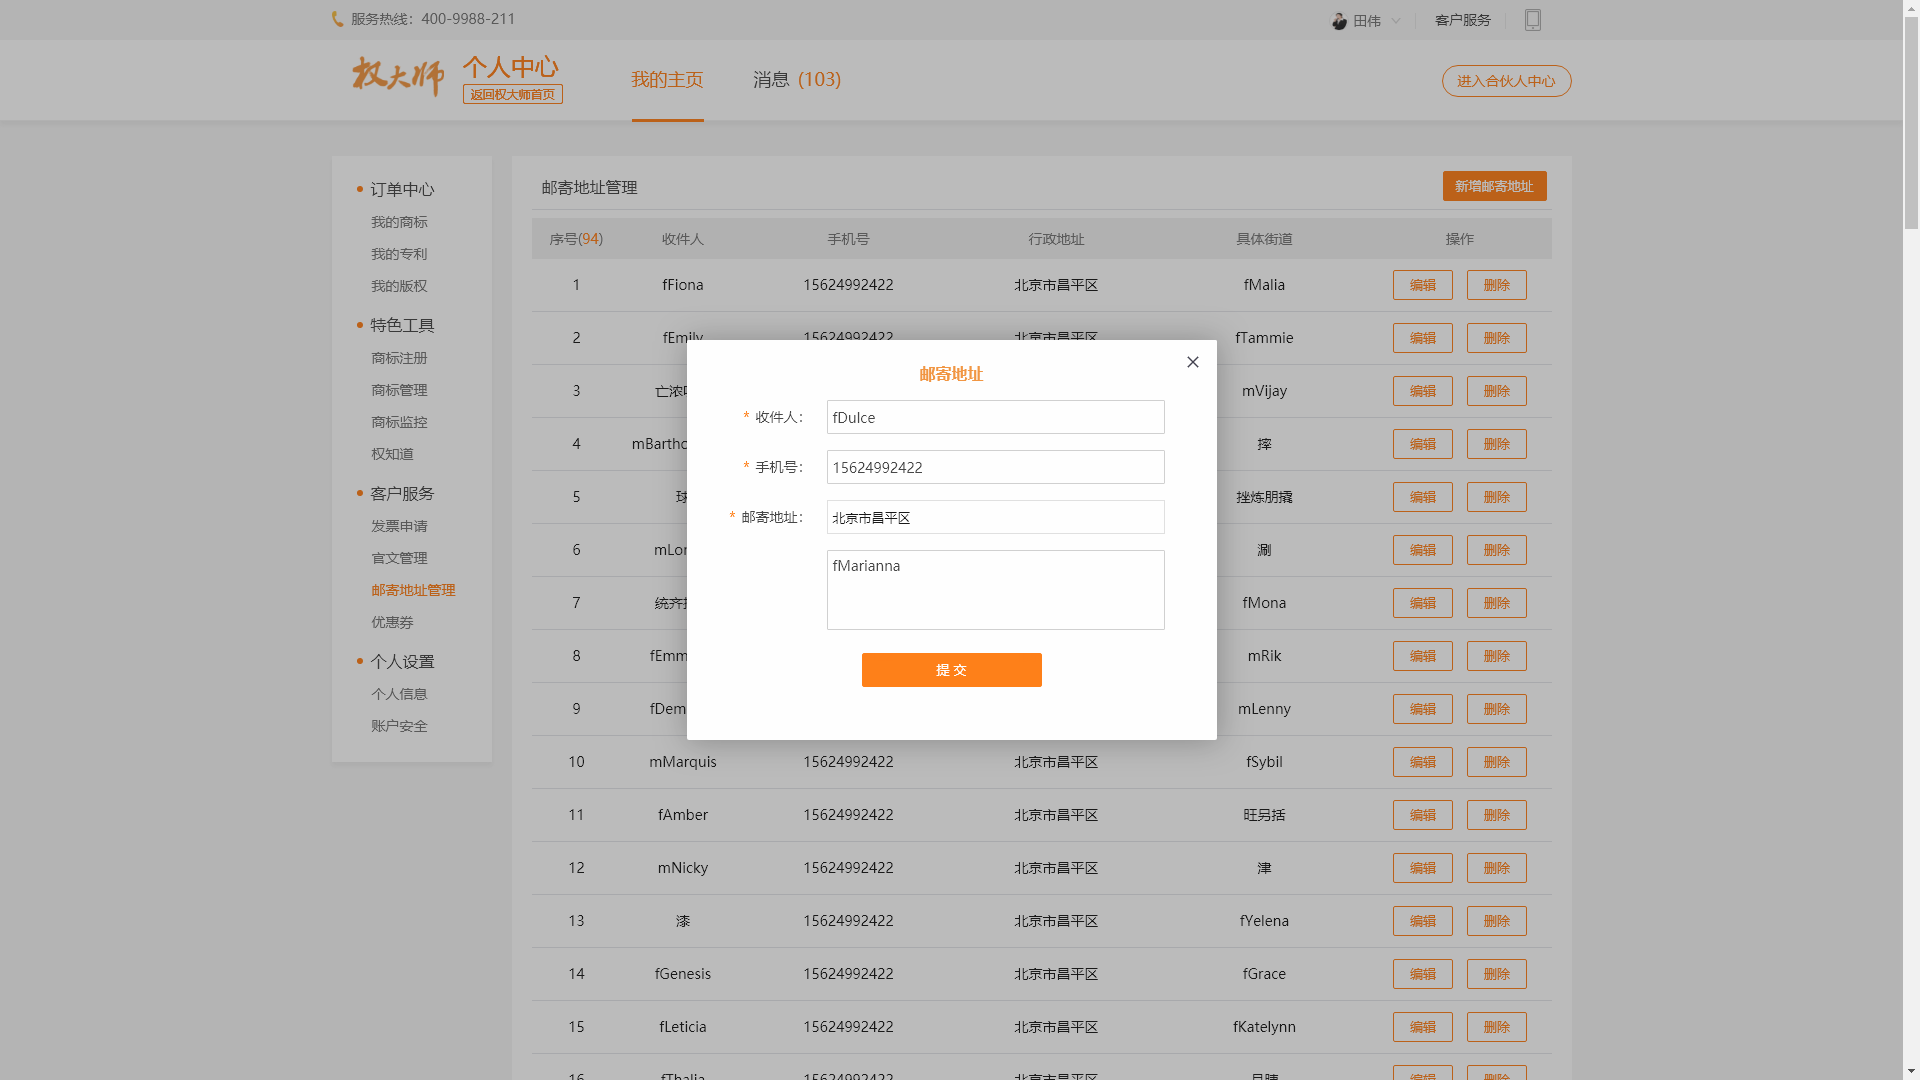 服务热线：400-9988-211
田伟
客户服务
权大师
个人中心
返回权大师首页
我的主页
消息 (103)
进入合伙人中心
订单中心
我的商标
我的专利
我的版权
特色工具
商标注册
商标管理
商标监控
权知道
客户服务
发票申请
官文管理
邮寄地址管理
优惠券
个人设置
个人信息
账户安全
邮寄地址管理
新增邮寄地址
序号(94) 收件人 手机号 行政地址 具体街道 操作
1 fFiona 15624992422 北京市昌平区 fMalia 编辑 删除
2 fEmily 15624992422 北京市昌平区 fTammie 编辑 删除
3 亡浓 mVijay 编辑 删除
4 mBarthc 搾 编辑 删除
5 球 挫炼朋撬 编辑 删除
6 mLor 涮 编辑 删除
7 统齐 fMona 编辑 删除
8 fEmm mRik 编辑 删除
9 fDem mLenny 编辑 删除
10 mMarquis 15624992422 北京市昌平区 fSybil 编辑 删除
11 fAmber 15624992422 北京市昌平区 旺另括 编辑 删除
12 mNicky 15624992422 北京市昌平区 津 编辑 删除
13 漆 15624992422 北京市昌平区 fYelena 编辑 删除
14 fGenesis 15624992422 北京市昌平区 fGrace 编辑 删除
15 fLeticia 15624992422 北京市昌平区 fKatelynn 编辑 删除
16 fThalia 15624992422 北京市昌平区 编辑 删除
邮寄地址
* 收件人： fDulce
* 手机号： 15624992422
* 邮寄地址： 北京市昌平区
fMarianna
提 交